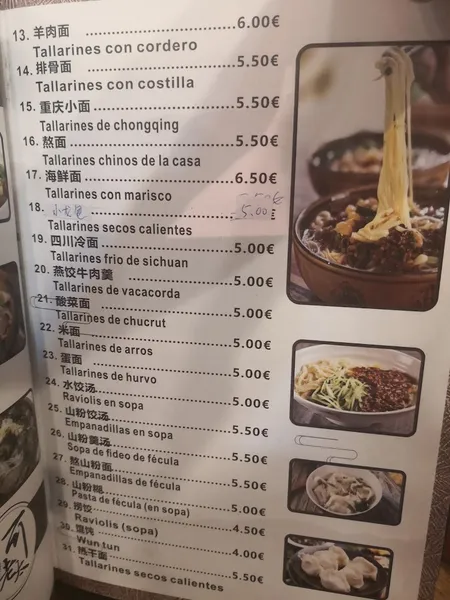 13. 羊肉面 6.00€
Tallarines con cordero
14. 排骨面 5.50€
Tallarines con costilla
15. 重庆小面 5.50€
Tallarines de chongqing
16. 熬面 5.50€
Tallarines chinos de la casa
17. 海鲜面 6.50€
Tallarines con marisco
18. 小龙包 5.00 €
Tallarines secos calientes
19. 四川冷面 5.00€
Tallarines frio de sichuan
20. 燕饺牛肉羹 5.00€
Tallarines de vacacorda
21. 酸菜面 5.00€
Tallarines de chucrut
22. 米面 5.00€
Tallarines de arros
23. 蛋面 5.00€
Tallarines de hurvo
24. 水饺汤 5.00€
Raviolis en sopa
25. 山粉饺汤 5.50€
Empanadillas en sopa
26. 山粉羹汤 5.50€
Sopa de fideo de fécula
27. 熬山粉面 5.50€
Empanadillas de fécula
28. 山粉糊 5.00€
Pasta de fécula (en sopa)
29. 捞饺 4.50€
Raviolis (sopa)
30. 馄饨 4.00€
Wun tun
31. 热干面 5.50€
Tallarines secos calientes